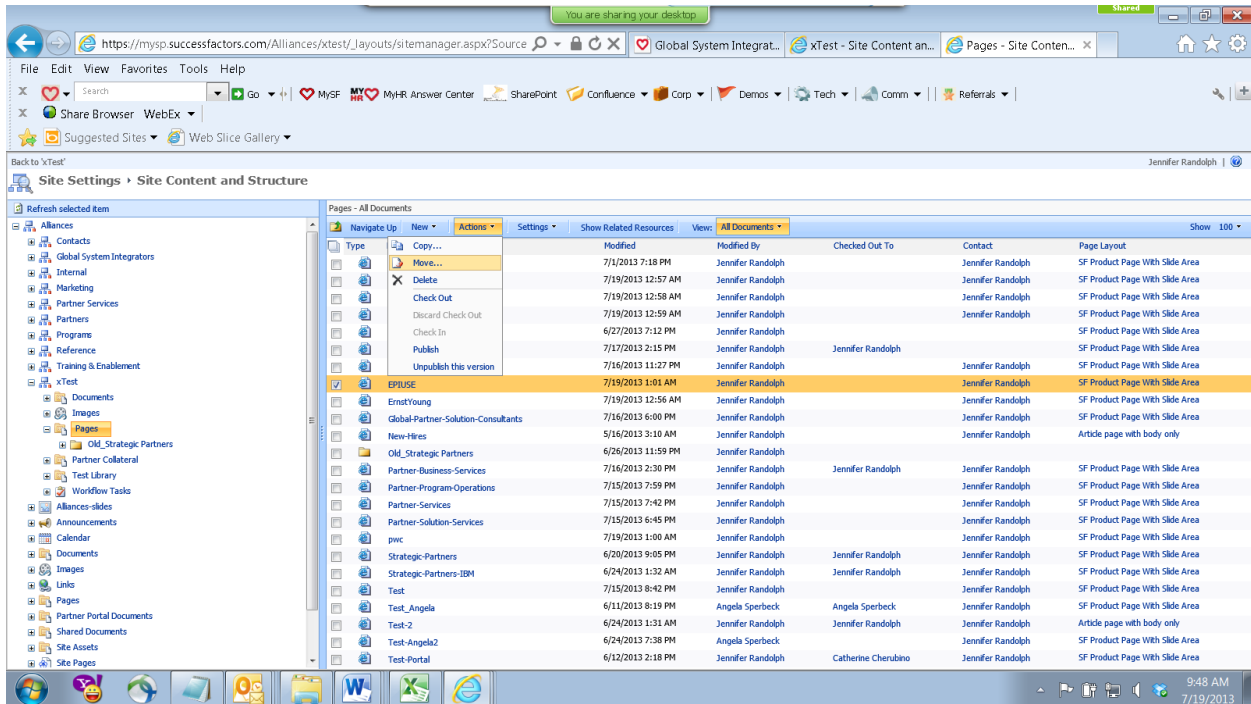 You are sharing your desktop
Shared
https://mysp.successfactors.com/Alliances/xtest/_layouts/sitemanager.aspx?Source
Global System Integrat...
xTest - Site Content an...
Pages - Site Conten...
File Edit View Favorites Tools Help
x Search Go MySF MY HR MyHR Answer Center SharePoint Confluence Corp Demos Tech Comm Referrals
x Share Browser WebEx
Suggested Sites Web Slice Gallery
Back to 'xTest' Jennifer Randolph
Site Settings › Site Content and Structure
Refresh selected item
Alliances
Contacts
Global System Integrators
Internal
Marketing
Partner Services
Partners
Programs
Reference
Training & Enablement
xTest
Documents
Images
Pages
Old_Strategic Partners
Partner Collateral
Test Library
Workflow Tasks
Alliances-slides
Announcements
Calendar
Documents
Images
Links
Pages
Partner Portal Documents
Shared Documents
Site Assets
Site Pages
Pages - All Documents
Navigate Up New Actions Settings Show Related Resources View: All Documents Show 100
Copy...
Move...
Delete
Check Out
Discard Check Out
Check In
Publish
Unpublish this version
Type Modified Modified By Checked Out To Contact Page Layout
7/1/2013 7:18 PM Jennifer Randolph Jennifer Randolph SF Product Page With Slide Area
7/19/2013 12:57 AM Jennifer Randolph Jennifer Randolph SF Product Page With Slide Area
7/19/2013 12:58 AM Jennifer Randolph Jennifer Randolph SF Product Page With Slide Area
7/19/2013 12:59 AM Jennifer Randolph Jennifer Randolph SF Product Page With Slide Area
6/27/2013 7:12 PM Jennifer Randolph SF Product Page With Slide Area
7/17/2013 2:15 PM Jennifer Randolph Jennifer Randolph SF Product Page With Slide Area
7/16/2013 11:27 PM Jennifer Randolph Jennifer Randolph SF Product Page With Slide Area
EPIUSE 7/19/2013 1:01 AM Jennifer Randolph Jennifer Randolph SF Product Page With Slide Area
ErnstYoung 7/19/2013 12:56 AM Jennifer Randolph Jennifer Randolph SF Product Page With Slide Area
Global-Partner-Solution-Consultants 7/16/2013 6:00 PM Jennifer Randolph Jennifer Randolph SF Product Page With Slide Area
New-Hires 5/16/2013 3:10 AM Jennifer Randolph Jennifer Randolph Article page with body only
Old_Strategic Partners 6/26/2013 11:59 PM Jennifer Randolph
Partner-Business-Services 7/16/2013 2:30 PM Jennifer Randolph Jennifer Randolph Jennifer Randolph SF Product Page With Slide Area
Partner-Program-Operations 7/15/2013 7:59 PM Jennifer Randolph Jennifer Randolph SF Product Page With Slide Area
Partner-Services 7/15/2013 7:42 PM Jennifer Randolph Jennifer Randolph SF Product Page With Slide Area
Partner-Solution-Services 7/15/2013 6:45 PM Jennifer Randolph Jennifer Randolph SF Product Page With Slide Area
pwc 7/19/2013 1:00 AM Jennifer Randolph Jennifer Randolph SF Product Page With Slide Area
Strategic-Partners 6/20/2013 9:05 PM Jennifer Randolph Jennifer Randolph Jennifer Randolph SF Product Page With Slide Area
Strategic-Partners-IBM 6/24/2013 1:32 AM Jennifer Randolph Jennifer Randolph Jennifer Randolph SF Product Page With Slide Area
Test 7/15/2013 8:42 PM Jennifer Randolph Jennifer Randolph SF Product Page With Slide Area
Test_Angela 6/11/2013 8:19 PM Angela Sperbeck Angela Sperbeck Jennifer Randolph SF Product Page With Slide Area
Test-2 6/24/2013 1:31 AM Jennifer Randolph Jennifer Randolph Jennifer Randolph Article page with body only
Test-Angela2 6/24/2013 7:38 PM Angela Sperbeck Jennifer Randolph SF Product Page With Slide Area
Test-Portal 6/12/2013 2:18 PM Jennifer Randolph Catherine Cherubino Jennifer Randolph SF Product Page With Slide Area
9:48 AM
7/19/2013